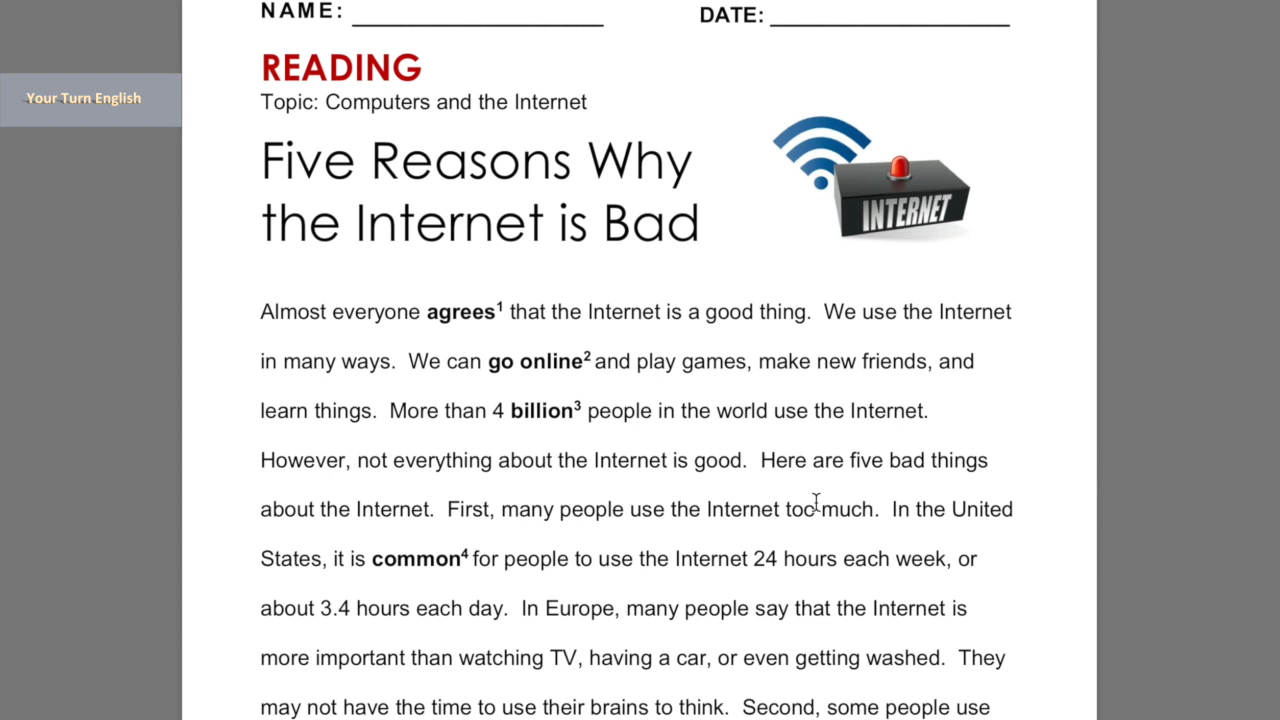 NAME: ____________________ DATE: ____________________
READING
Your Turn English
Topic: Computers and the Internet
Five Reasons Why
the Internet is Bad
INTERNET
Almost everyone agrees¹ that the Internet is a good thing. We use the Internet
in many ways. We can go online² and play games, make new friends, and
learn things. More than 4 billion³ people in the world use the Internet.
However, not everything about the Internet is good. Here are five bad things
about the Internet. First, many people use the Internet too much. In the United
States, it is common⁴ for people to use the Internet 24 hours each week, or
about 3.4 hours each day. In Europe, many people say that the Internet is
more important than watching TV, having a car, or even getting washed. They
may not have the time to use their brains to think. Second, some people use